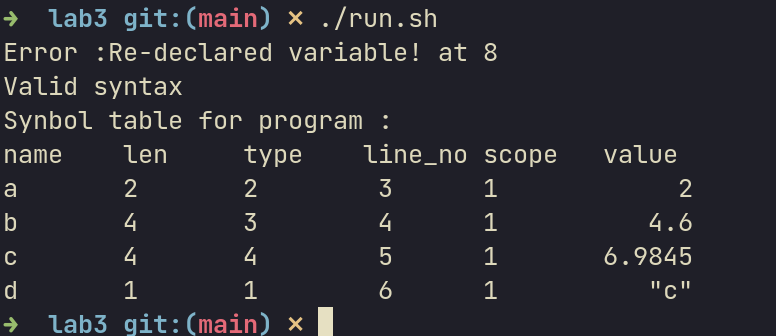 → lab3 git:(main) × ./run.sh
Error :Re-declared variable! at 8
Valid syntax
Synbol table for program :
name    len     type    line_no scope   value
a       2       2        3      1            2
b       4       3        4      1          4.6
c       4       4        5      1       6.9845
d       1       1        6      1          "c"
→ lab3 git:(main) ×